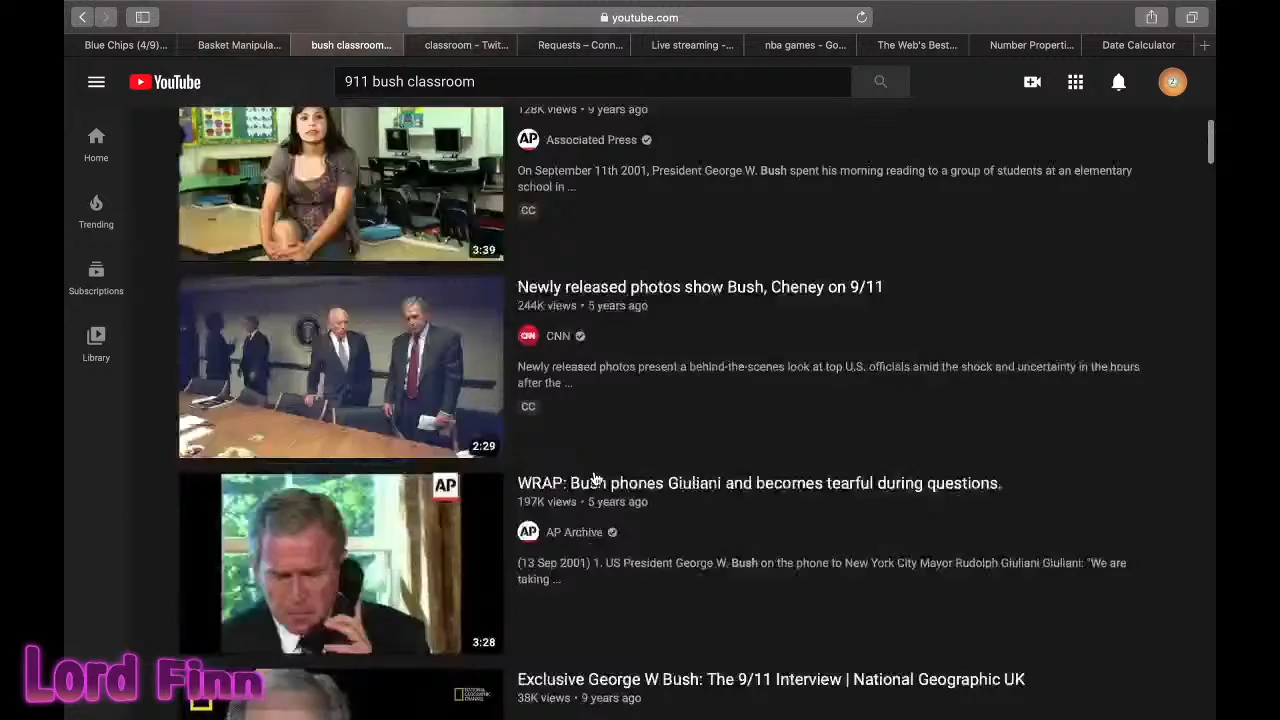 youtube.com
Blue Chips (4/9)...
Basket Manipula...
bush classroom...
classroom - Twit...
Requests – Conn...
Live streaming -...
nba games - Go...
The Web's Best...
Number Properti...
Date Calculator
YouTube
911 bush classroom
Home
Trending
Subscriptions
Library
128K views • 9 years ago
AP Associated Press
On September 11th 2001, President George W. Bush spent his morning reading to a group of students at an elementary
school in ...
CC
3:39
Newly released photos show Bush, Cheney on 9/11
244K views • 5 years ago
CNN CNN
Newly released photos present a behind-the-scenes look at top U.S. officials amid the shock and uncertainty in the hours
after the ...
CC
2:29
AP
WRAP: Bush phones Giuliani and becomes tearful during questions.
197K views • 5 years ago
AP AP Archive
(13 Sep 2001) 1. US President George W. Bush on the phone to New York City Mayor Rudolph Giuliani Giuliani: "We are
taking ...
3:28
Exclusive George W Bush: The 9/11 Interview | National Geographic UK
38K views • 9 years ago
NATIONAL GEOGRAPHIC CHANNEL
Lord Finn